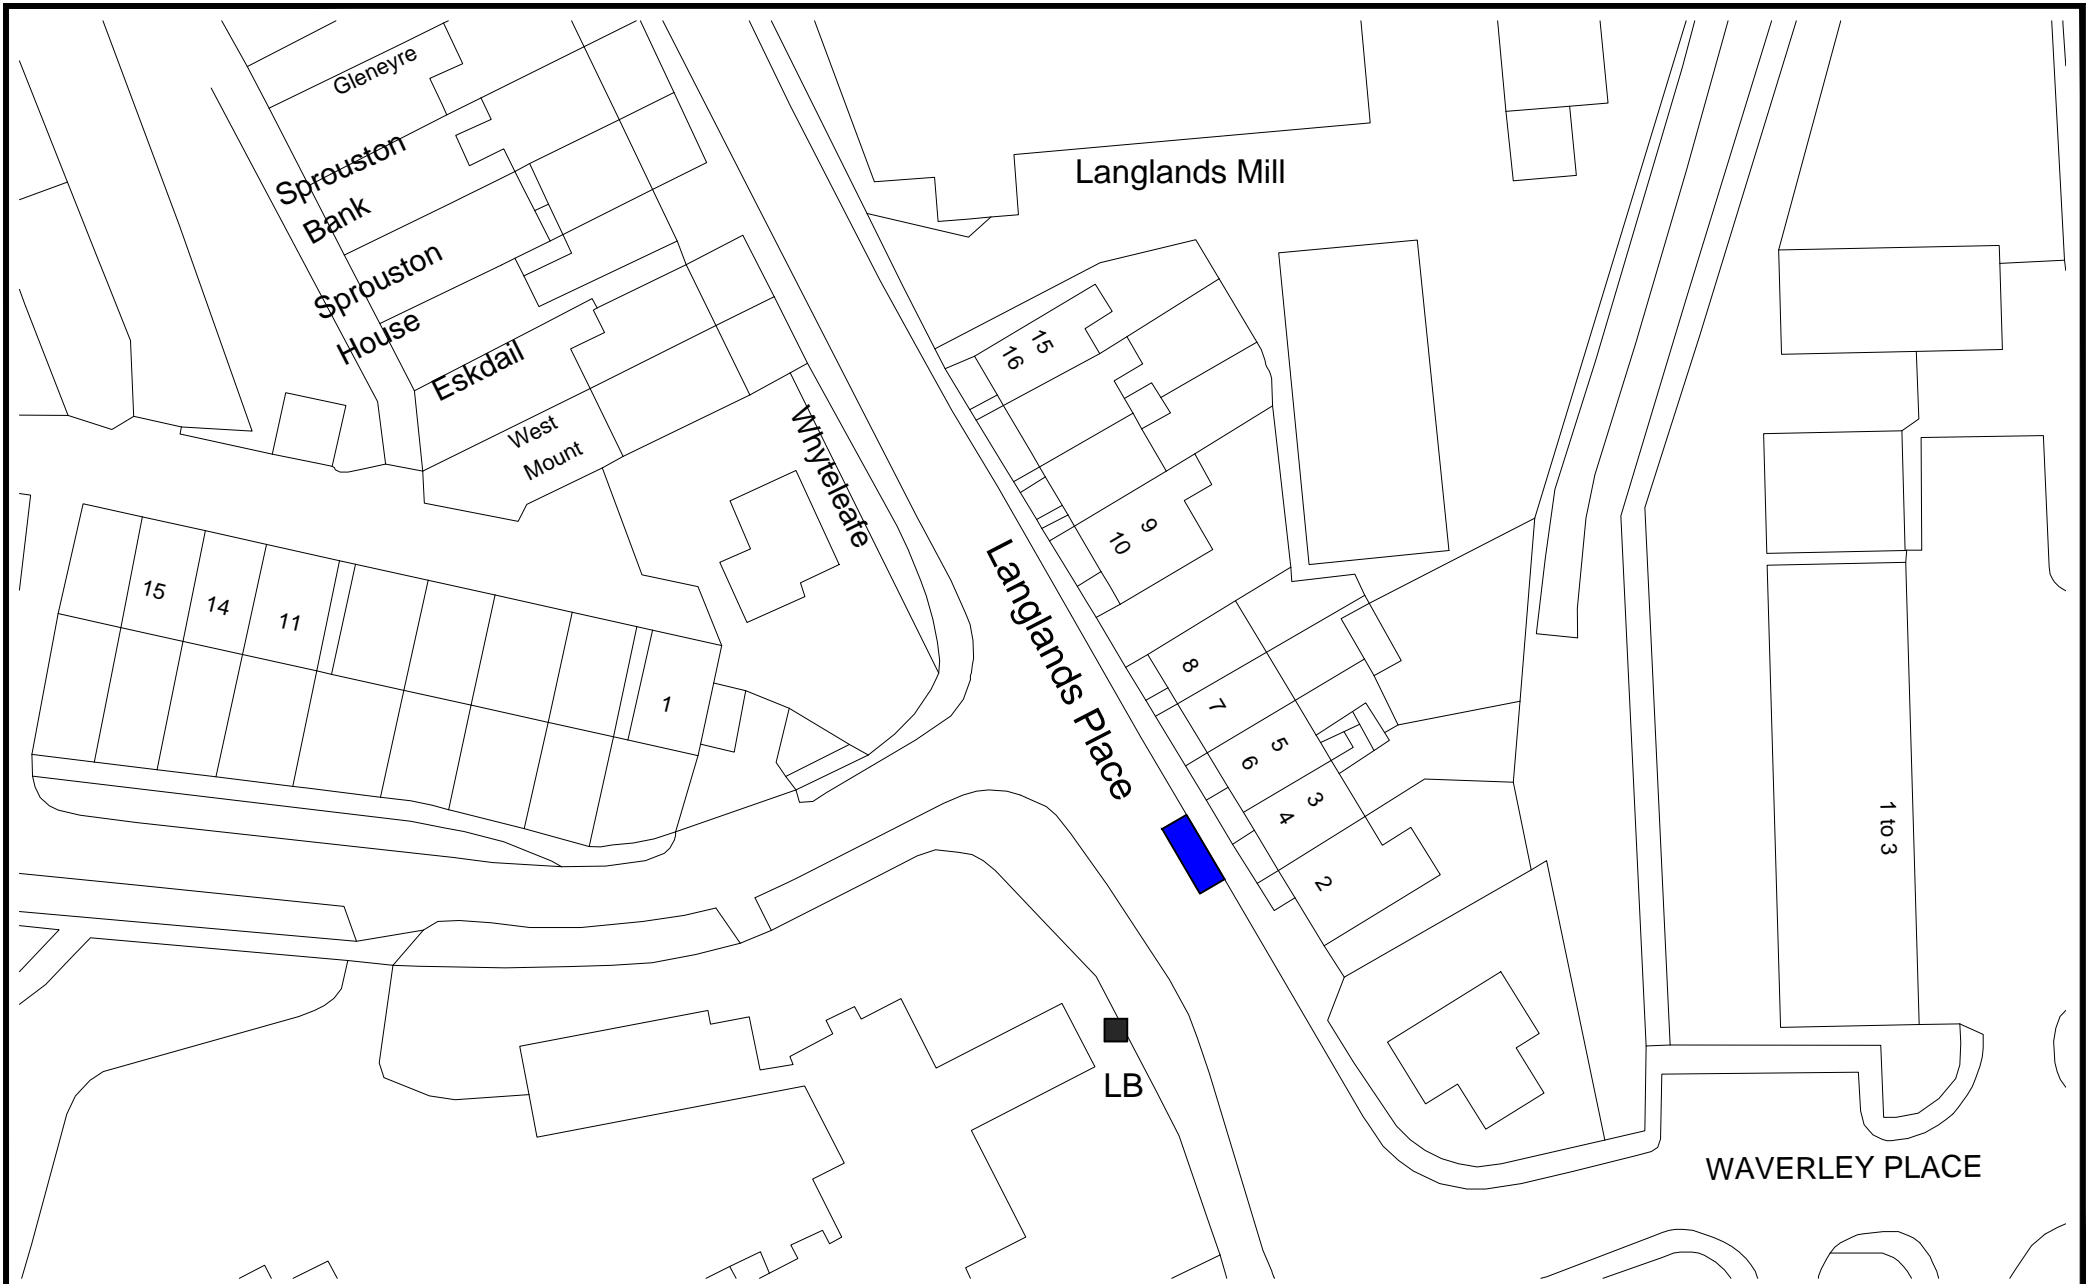 Gleneyre
Sprouston
Bank
Sprouston
House
Eskdail
West
Mount
Whyteleafe
Langlands Mill
15
16
9
10
Langlands Place
8
7
5
6
3
4
2
15
14
11
1
1 to 3
LB
WAVERLEY PLACE